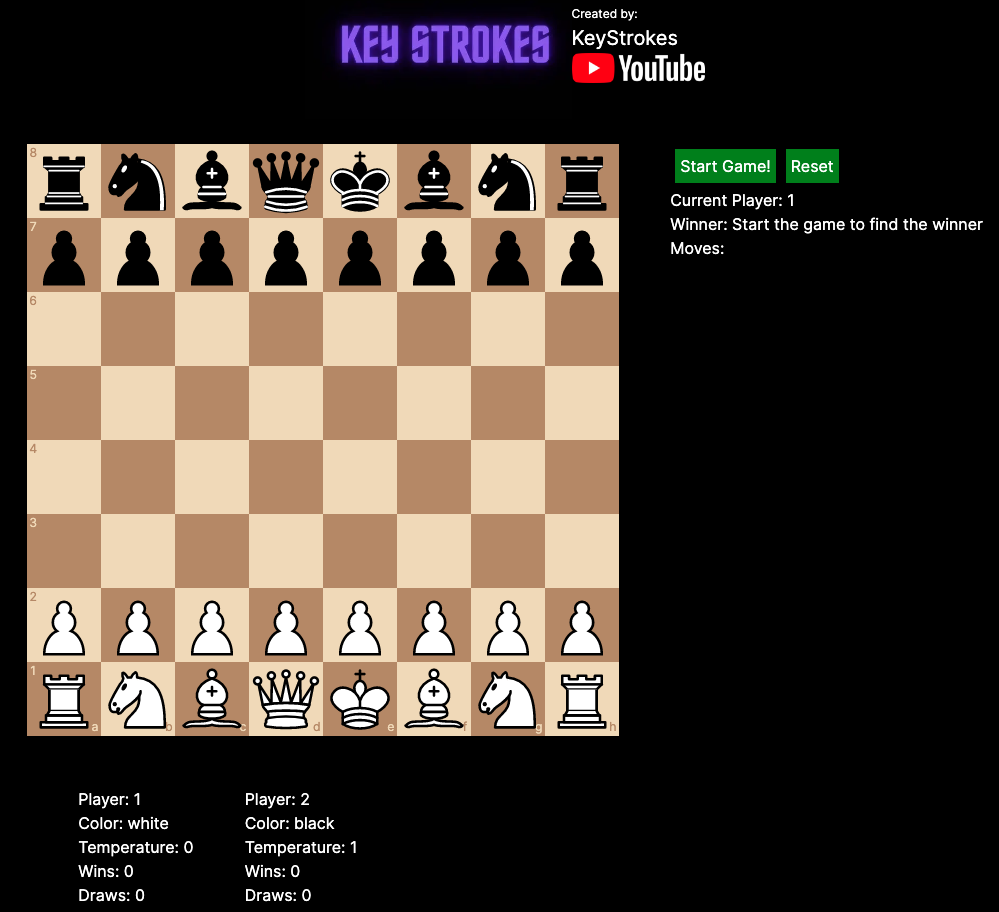 KEY STROKES
Created by:
KeyStrokes
YouTube
8
7
6
5
4
3
2
1
a b c d e f g h
Start Game! Reset
Current Player: 1
Winner: Start the game to find the winner
Moves:
Player: 1
Color: white
Temperature: 0
Wins: 0
Draws: 0
Player: 2
Color: black
Temperature: 1
Wins: 0
Draws: 0